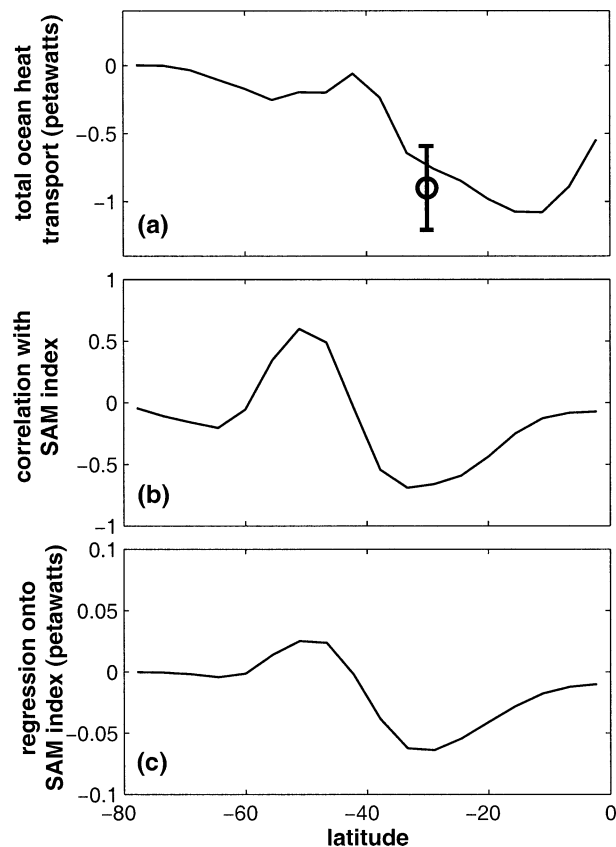 total ocean heat
transport (petawatts)
0
−0.5
−1
(a)
correlation with
SAM index
1
0.5
0
−0.5
−1
(b)
regression onto
SAM index (petawatts)
0.1
0.05
0
−0.05
−0.1
(c)
−80 −60 −40 −20 0
latitude